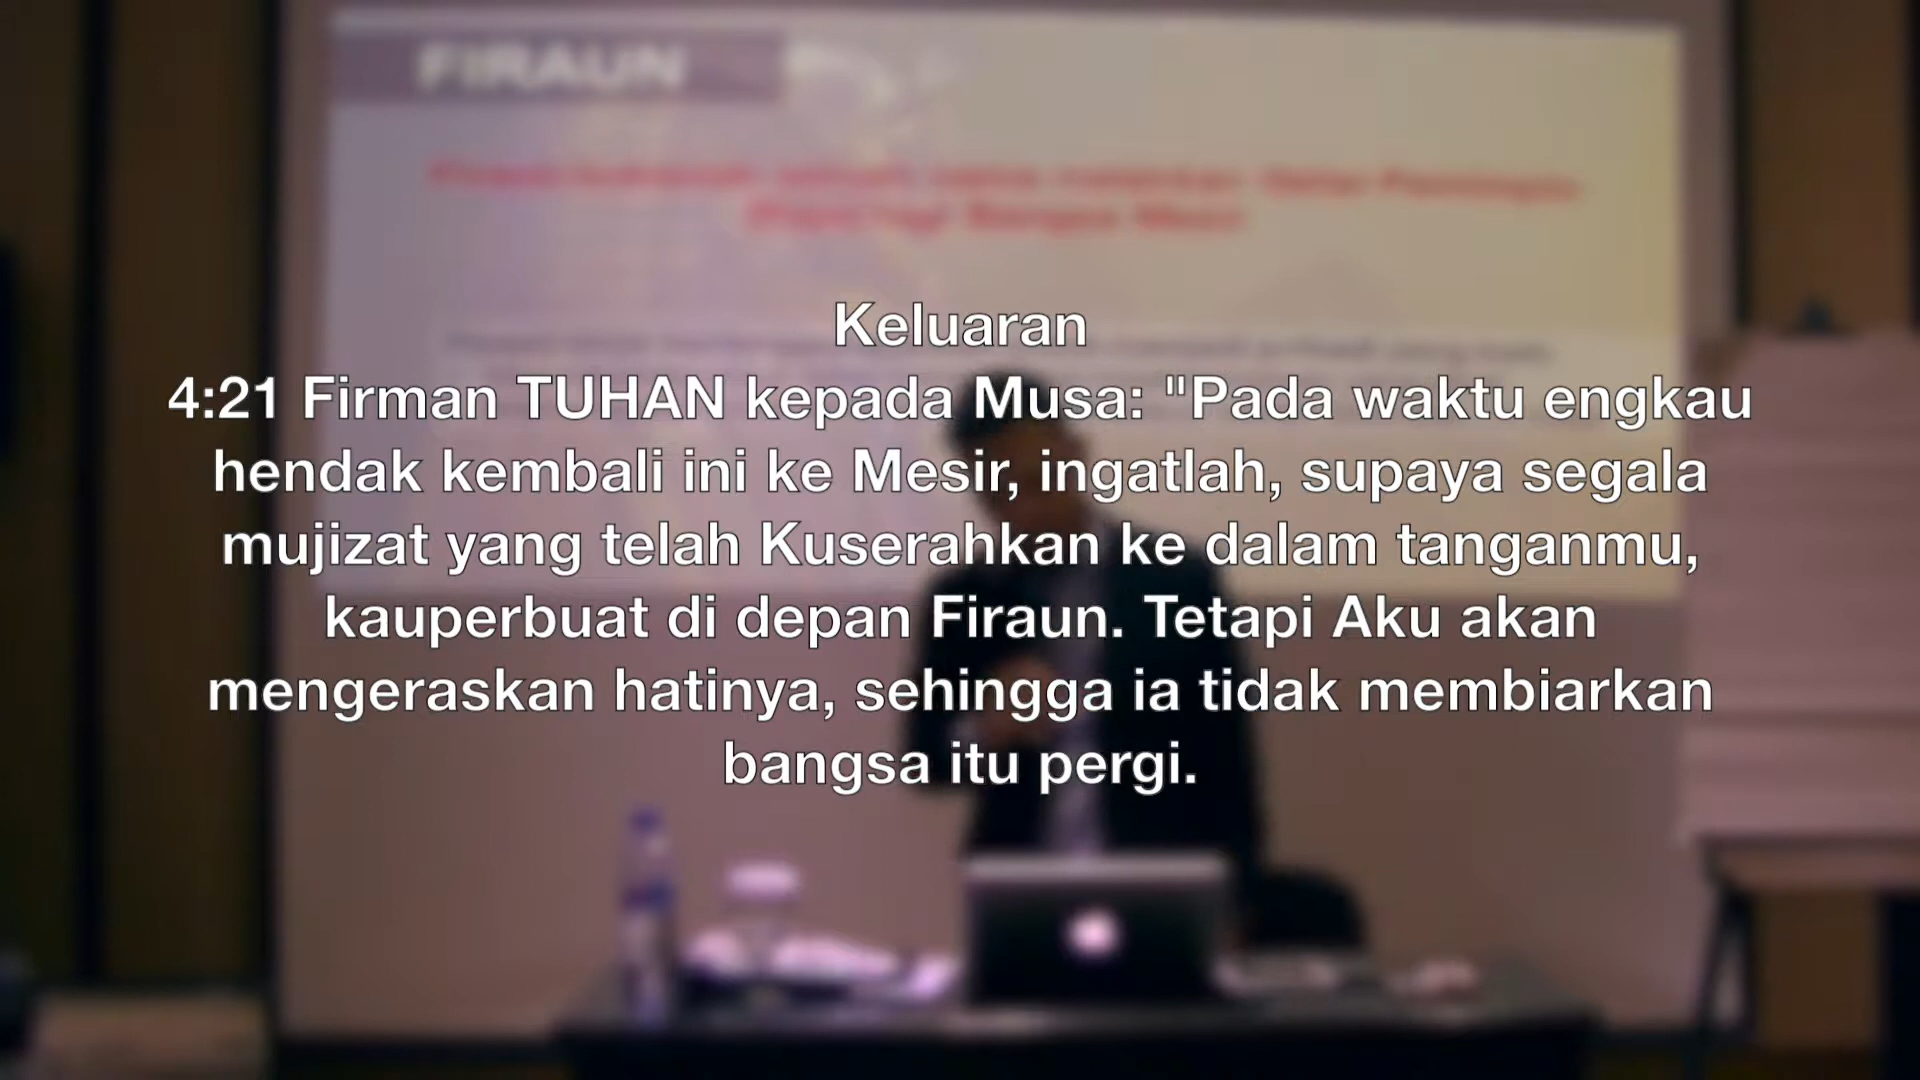 FIRAUN
Keluaran
4:21 Firman TUHAN kepada Musa: "Pada waktu engkau
hendak kembali ini ke Mesir, ingatlah, supaya segala
mujizat yang telah Kuserahkan ke dalam tanganmu,
kauperbuat di depan Firaun. Tetapi Aku akan
mengeraskan hatinya, sehingga ia tidak membiarkan
bangsa itu pergi.